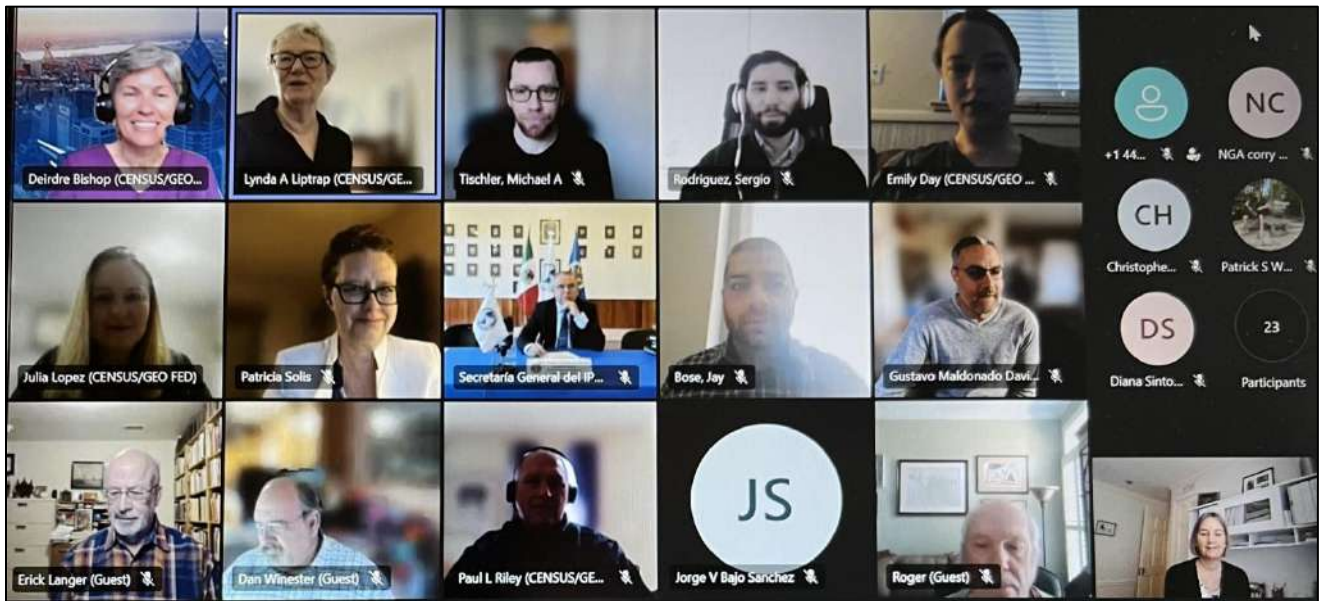 Deirdre Bishop (CENSUS/GEO...
Lynda A Liptrap (CENSUS/GE...
Tischler, Michael A
Rodriguez, Sergio
Emily Day (CENSUS/GEO ...
+1 44...
NC
NGA corry ...
CH
Christophe...
Patrick S W...
DS
Diana Sinto...
23
Participants
Julia Lopez (CENSUS/GEO FED)
Patricia Solis
Secretaría General del IP...
Bose, Jay
Gustavo Maldonado Davi...
Erick Langer (Guest)
Dan Winester (Guest)
Paul L Riley (CENSUS/GE...
JS
Jorge V Bajo Sanchez
Roger (Guest)